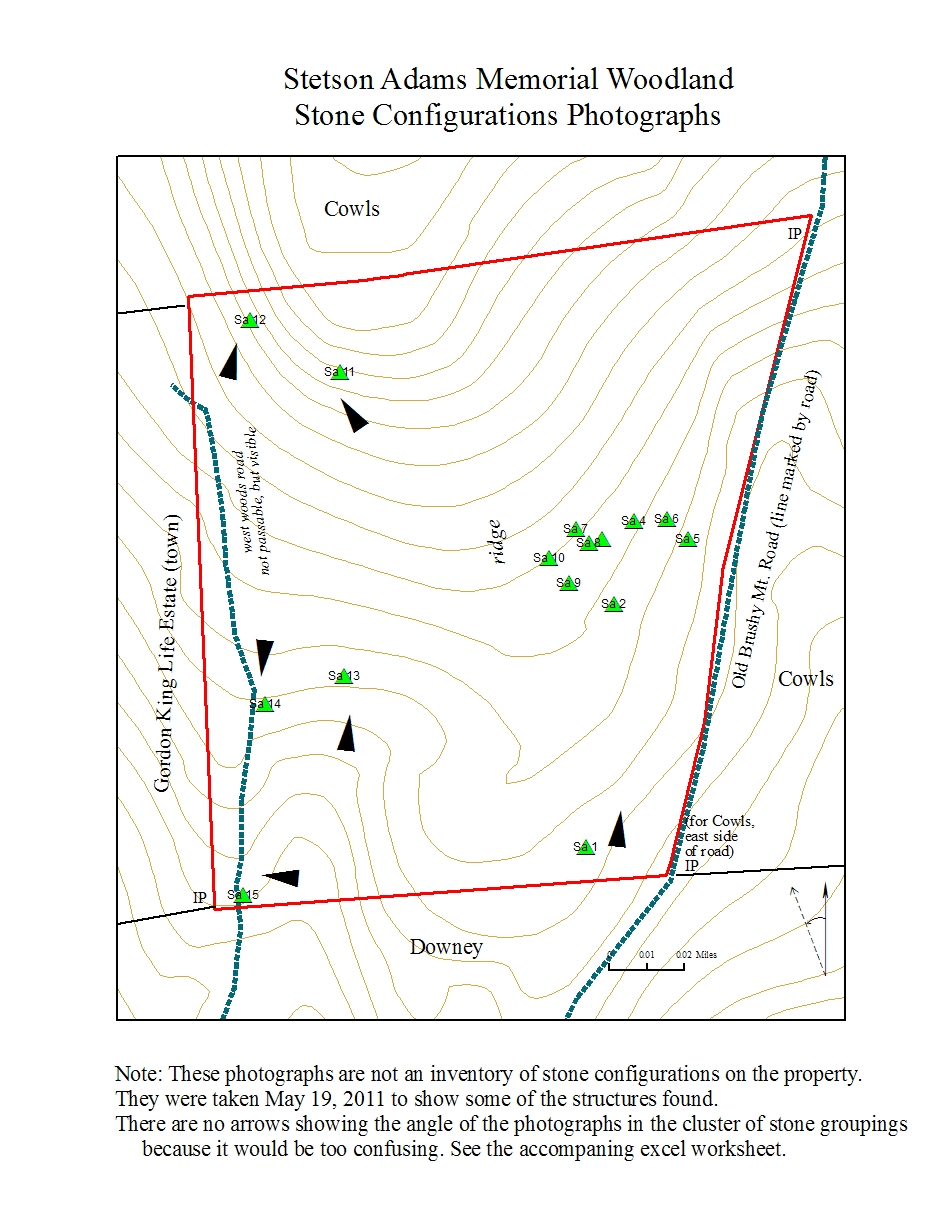 Stetson Adams Memorial Woodland
Stone Configurations Photographs
Cowls
IP
Sa 12
Sa 11
west woods road
not passable, but visible
Old Brushy Mt. Road (line marked by road)
Gordon King Life Estate (town)
ridge
Sa 7
Sa 4
Sa 6
Sa 8
Sa 5
Sa 10
Sa 9
Sa 2
Sa 13
Cowls
Sa 14
(for Cowls,
east side
of road)
IP
Sa 1
IP
Sa 15
Downey
0.01
0.02 Miles
Note: These photographs are not an inventory of stone configurations on the property.
They were taken May 19, 2011 to show some of the structures found.
There are no arrows showing the angle of the photographs in the cluster of stone groupings
because it would be too confusing. See the accompaning excel worksheet.